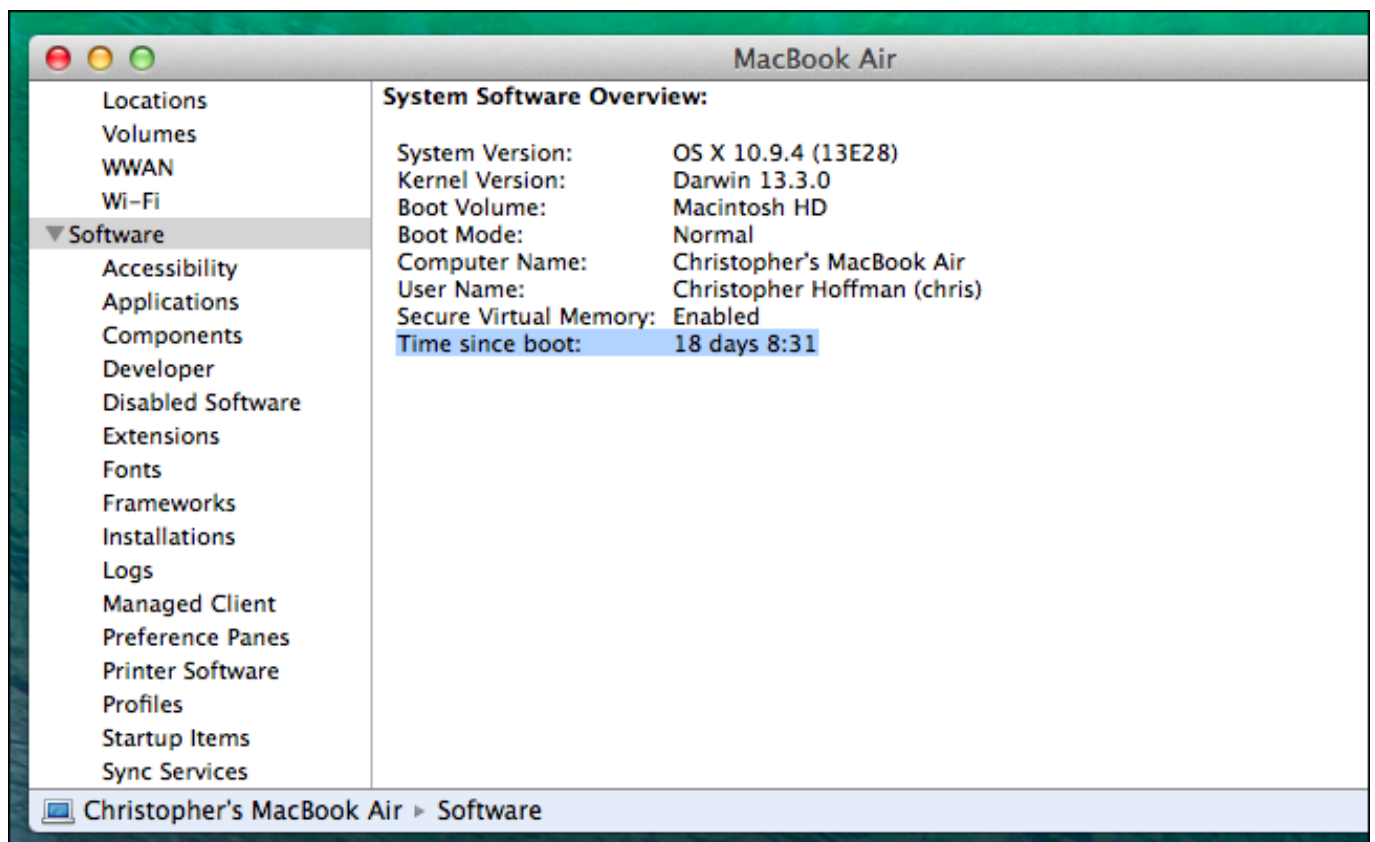 MacBook Air
Locations
Volumes
WWAN
Wi-Fi
Software
Accessibility
Applications
Components
Developer
Disabled Software
Extensions
Fonts
Frameworks
Installations
Logs
Managed Client
Preference Panes
Printer Software
Profiles
Startup Items
Sync Services
System Software Overview:
System Version: OS X 10.9.4 (13E28)
Kernel Version: Darwin 13.3.0
Boot Volume: Macintosh HD
Boot Mode: Normal
Computer Name: Christopher's MacBook Air
User Name: Christopher Hoffman (chris)
Secure Virtual Memory: Enabled
Time since boot: 18 days 8:31
Christopher's MacBook Air ▸ Software